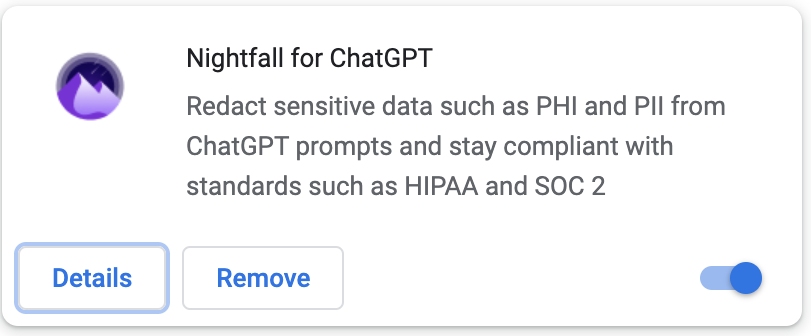 Nightfall for ChatGPT
Redact sensitive data such as PHI and PII from
ChatGPT prompts and stay compliant with
standards such as HIPAA and SOC 2
Details
Remove